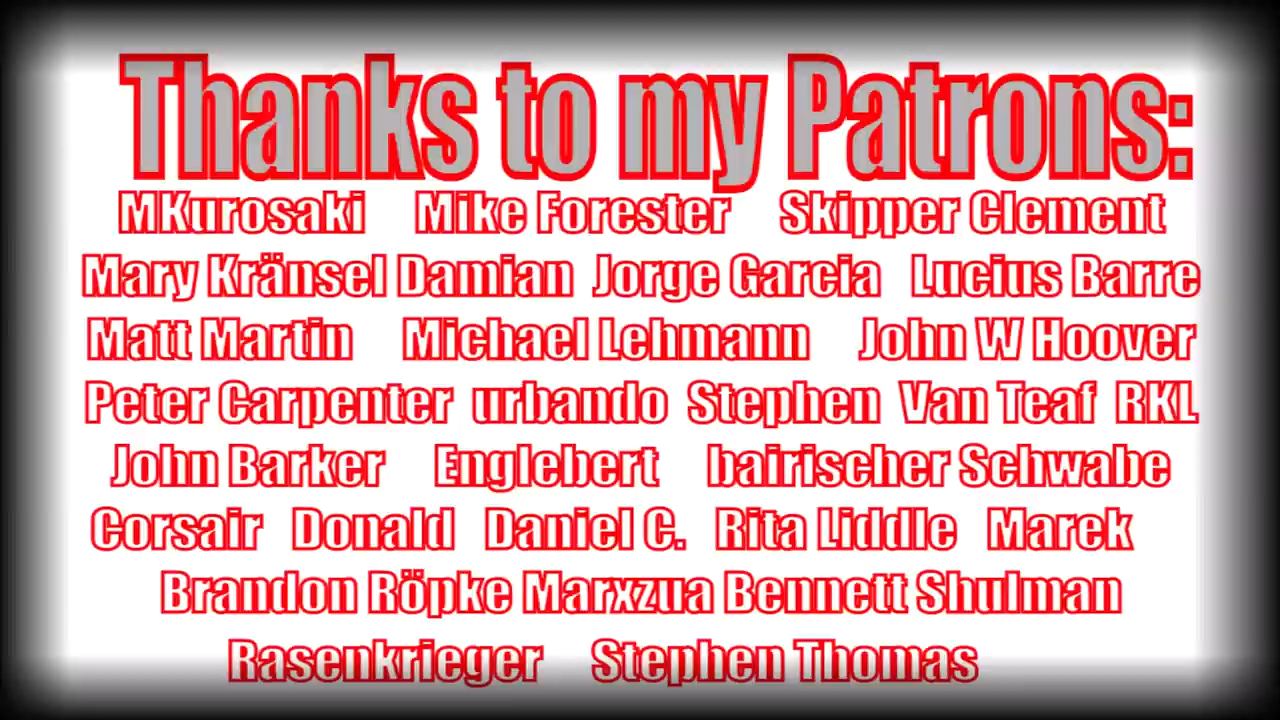 Thanks to my Patrons:
MKurosaki Mike Forester Skipper Clement
Mary Kränsel Damian Jorge Garcia Lucius Barre
Matt Martin Michael Lehmann John W Hoover
Peter Carpenter urbando Stephen Van Teaf RKL
John Barker Englebert bairischer Schwabe
Corsair Donald Daniel C. Rita Liddle Marek
Brandon Röpke Marxzua Bennett Shulman
Rasenkrieger Stephen Thomas